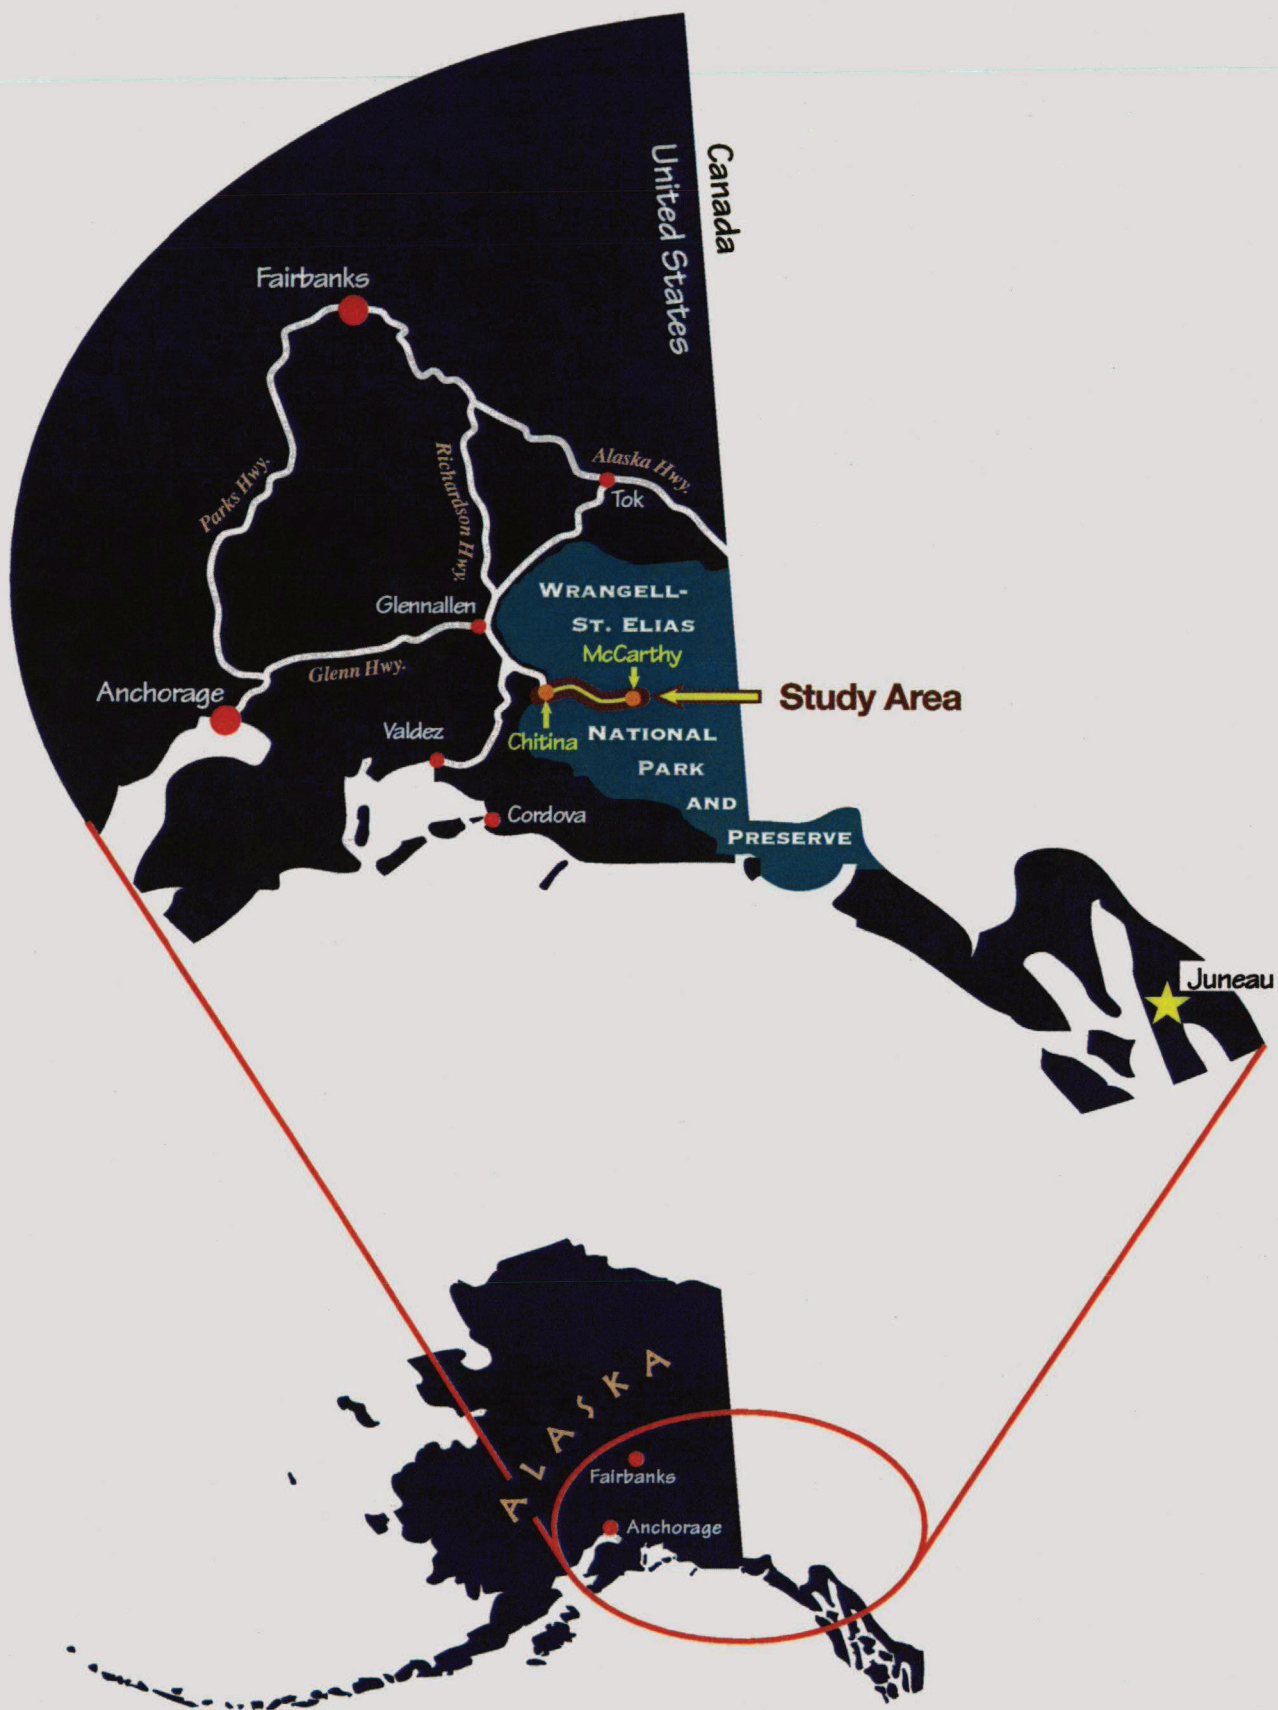 Canada
United States
Fairbanks
Parks Hwy.
Richardson Hwy.
Alaska Hwy.
Tok
WRANGELL-
ST. ELIAS
Glennallen
McCarthy
Glenn Hwy.
Anchorage
Study Area
Valdez
Chitina
NATIONAL
PARK
AND
PRESERVE
Cordova
Juneau
ALASKA
Fairbanks
Anchorage